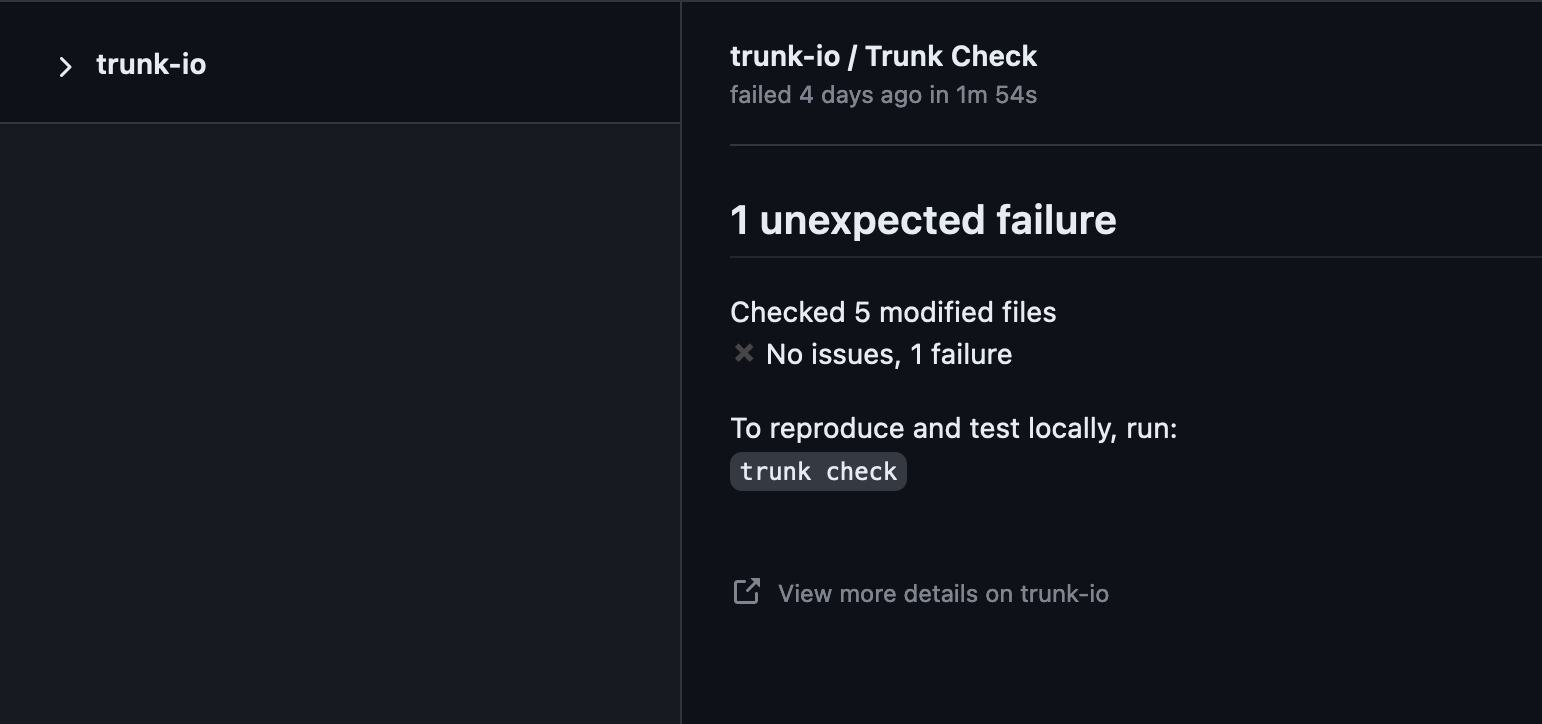 trunk-io
trunk-io / Trunk Check
failed 4 days ago in 1m 54s
1 unexpected failure
Checked 5 modified files
✖ No issues, 1 failure
To reproduce and test locally, run:
trunk check
View more details on trunk-io